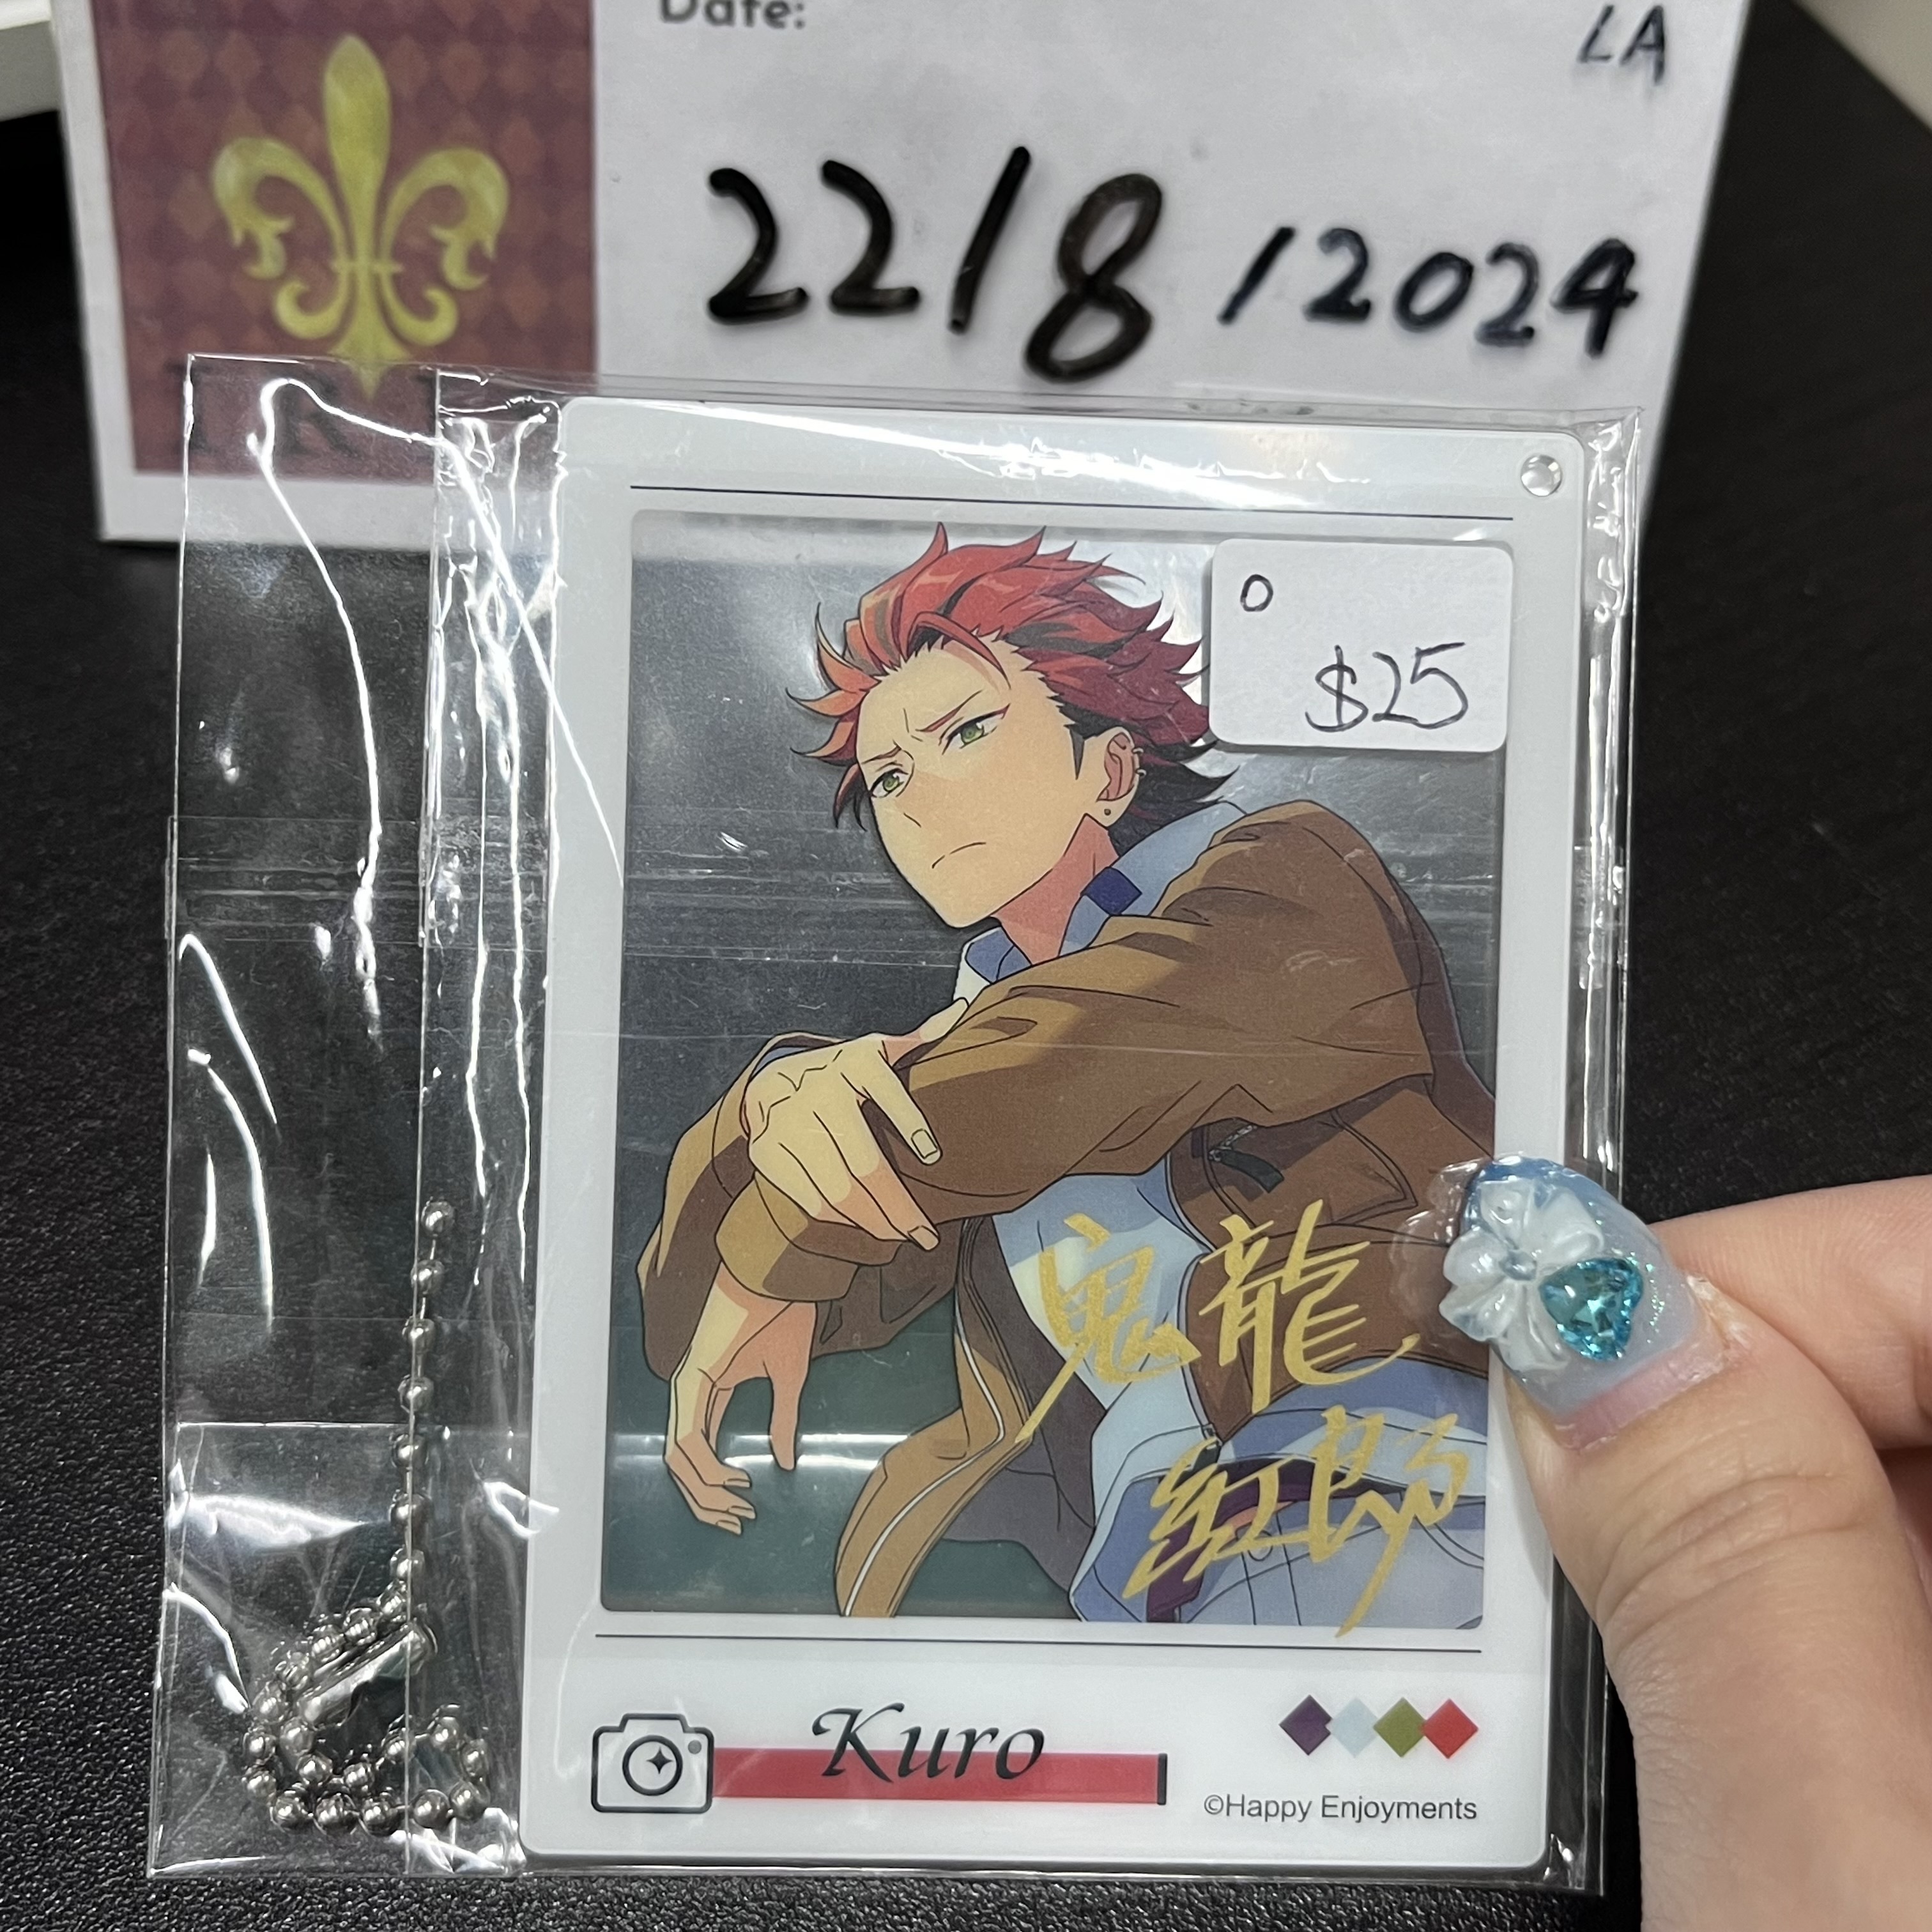 Date:
LA
22/8/2024
0
$25
鬼龍
紅郎
Kuro
©Happy Enjoyments